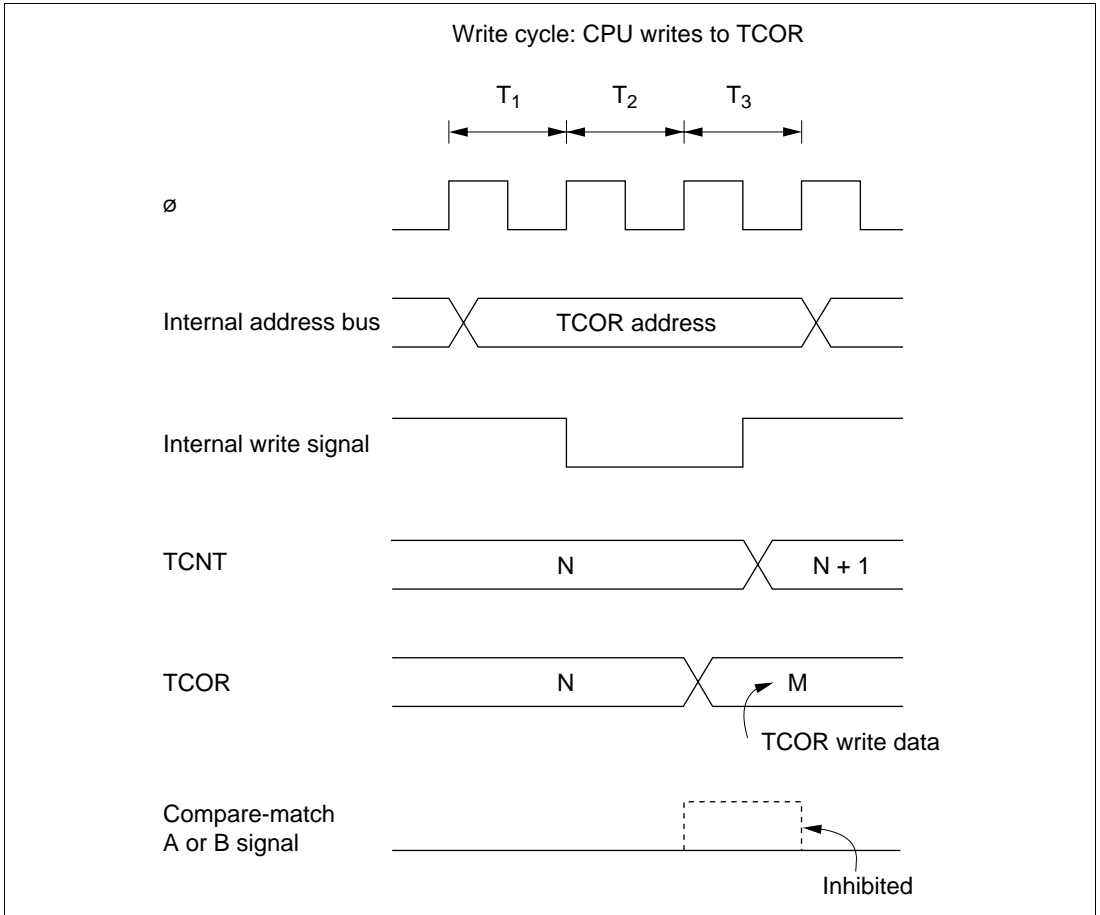 Write cycle: CPU writes to TCOR
T1 T2 T3
ø
Internal address bus
TCOR address
Internal write signal
TCNT
N
N + 1
TCOR
N
M
TCOR write data
Compare-match
A or B signal
Inhibited